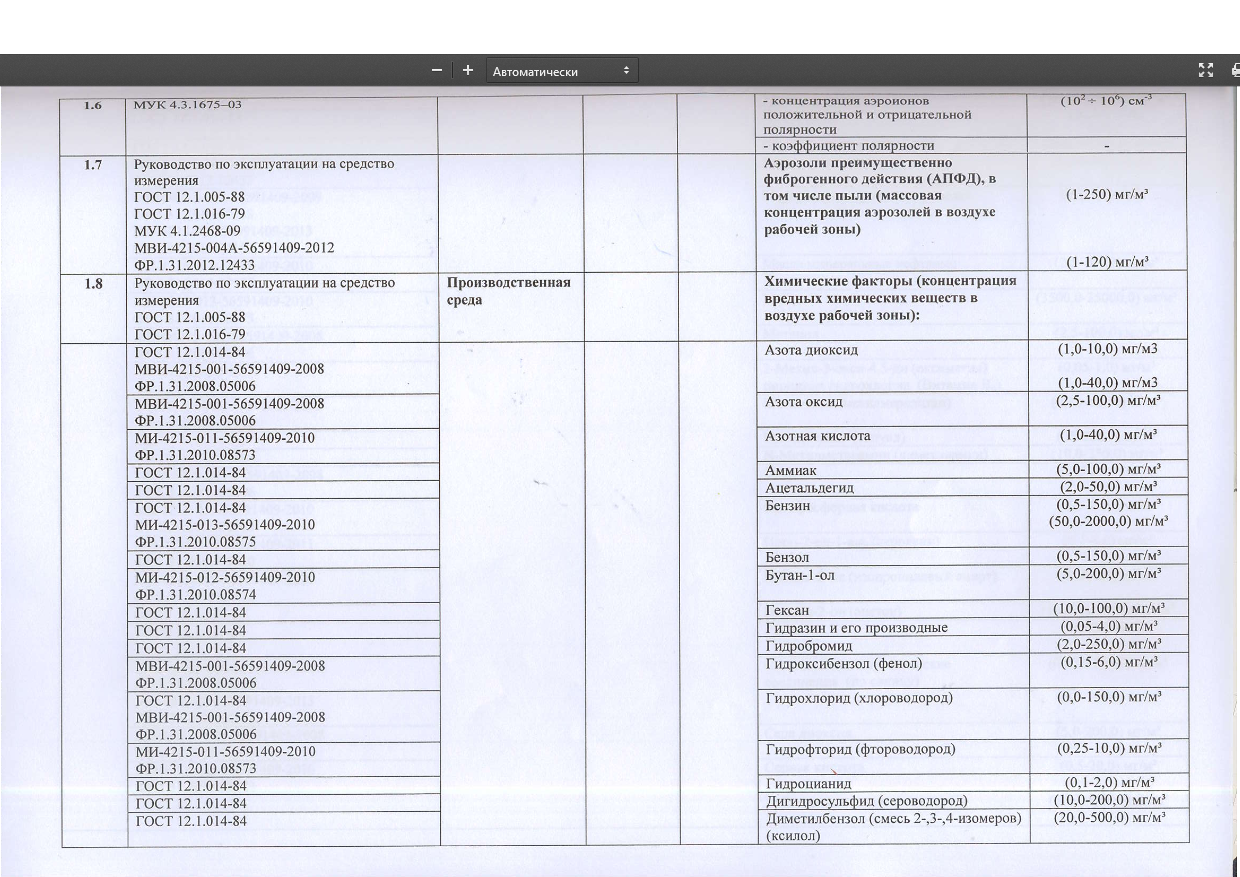 Автоматически
1.6
МУК 4.3.1675–03
- концентрация аэроионов
положительной и отрицательной
полярности
(10² ÷ 10⁶) см⁻³
- коэффициент полярности
-
1.7
Руководство по эксплуатации на средство
измерения
ГОСТ 12.1.005-88
ГОСТ 12.1.016-79
МУК 4.1.2468-09
МВИ-4215-004А-56591409-2012
ФР.1.31.2012.12433
Аэрозоли преимущественно
фиброгенного действия (АПФД), в
том числе пыли (массовая
концентрация аэрозолей в воздухе
рабочей зоны)
(1-250) мг/м³
(1-120) мг/м³
1.8
Руководство по эксплуатации на средство
измерения
ГОСТ 12.1.005-88
ГОСТ 12.1.016-79
Производственная
среда
Химические факторы (концентрация
вредных химических веществ в
воздухе рабочей зоны):
ГОСТ 12.1.014-84
МВИ-4215-001-56591409-2008
ФР.1.31.2008.05006
Азота диоксид
(1,0-10,0) мг/м3
(1,0-40,0) мг/м3
МВИ-4215-001-56591409-2008
ФР.1.31.2008.05006
Азота оксид
(2,5-100,0) мг/м³
МИ-4215-011-56591409-2010
ФР.1.31.2010.08573
Азотная кислота
(1,0-40,0) мг/м³
ГОСТ 12.1.014-84
Аммиак
(5,0-100,0) мг/м³
ГОСТ 12.1.014-84
Ацетальдегид
(2,0-50,0) мг/м³
ГОСТ 12.1.014-84
МИ-4215-013-56591409-2010
ФР.1.31.2010.08575
Бензин
(0,5-150,0) мг/м³
(50,0-2000,0) мг/м³
ГОСТ 12.1.014-84
Бензол
(0,5-150,0) мг/м³
МИ-4215-012-56591409-2010
ФР.1.31.2010.08574
Бутан-1-ол
(5,0-200,0) мг/м³
ГОСТ 12.1.014-84
Гексан
(10,0-100,0) мг/м³
ГОСТ 12.1.014-84
Гидразин и его производные
(0,05-4,0) мг/м³
ГОСТ 12.1.014-84
Гидробромид
(2,0-250,0) мг/м³
МВИ-4215-001-56591409-2008
ФР.1.31.2008.05006
Гидроксибензол (фенол)
(0,15-6,0) мг/м³
ГОСТ 12.1.014-84
МВИ-4215-001-56591409-2008
ФР.1.31.2008.05006
Гидрохлорид (хлороводород)
(0,0-150,0) мг/м³
МИ-4215-011-56591409-2010
ФР.1.31.2010.08573
Гидрофторид (фтороводород)
(0,25-10,0) мг/м³
ГОСТ 12.1.014-84
Гидроцианид
(0,1-2,0) мг/м³
ГОСТ 12.1.014-84
Дигидросульфид (сероводород)
(10,0-200,0) мг/м³
ГОСТ 12.1.014-84
Диметилбензол (смесь 2-,3-,4-изомеров)
(ксилол)
(20,0-500,0) мг/м³